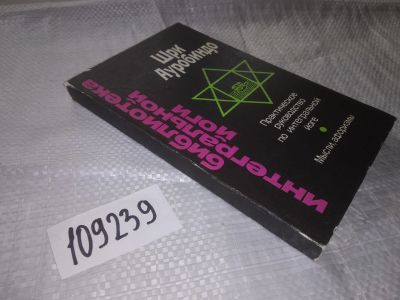 Шри
Ауробиндо
Практическое
руководство
по интегральной
йоге
Мысли, афоризмы
библиотека
интегральной
йоги
109239